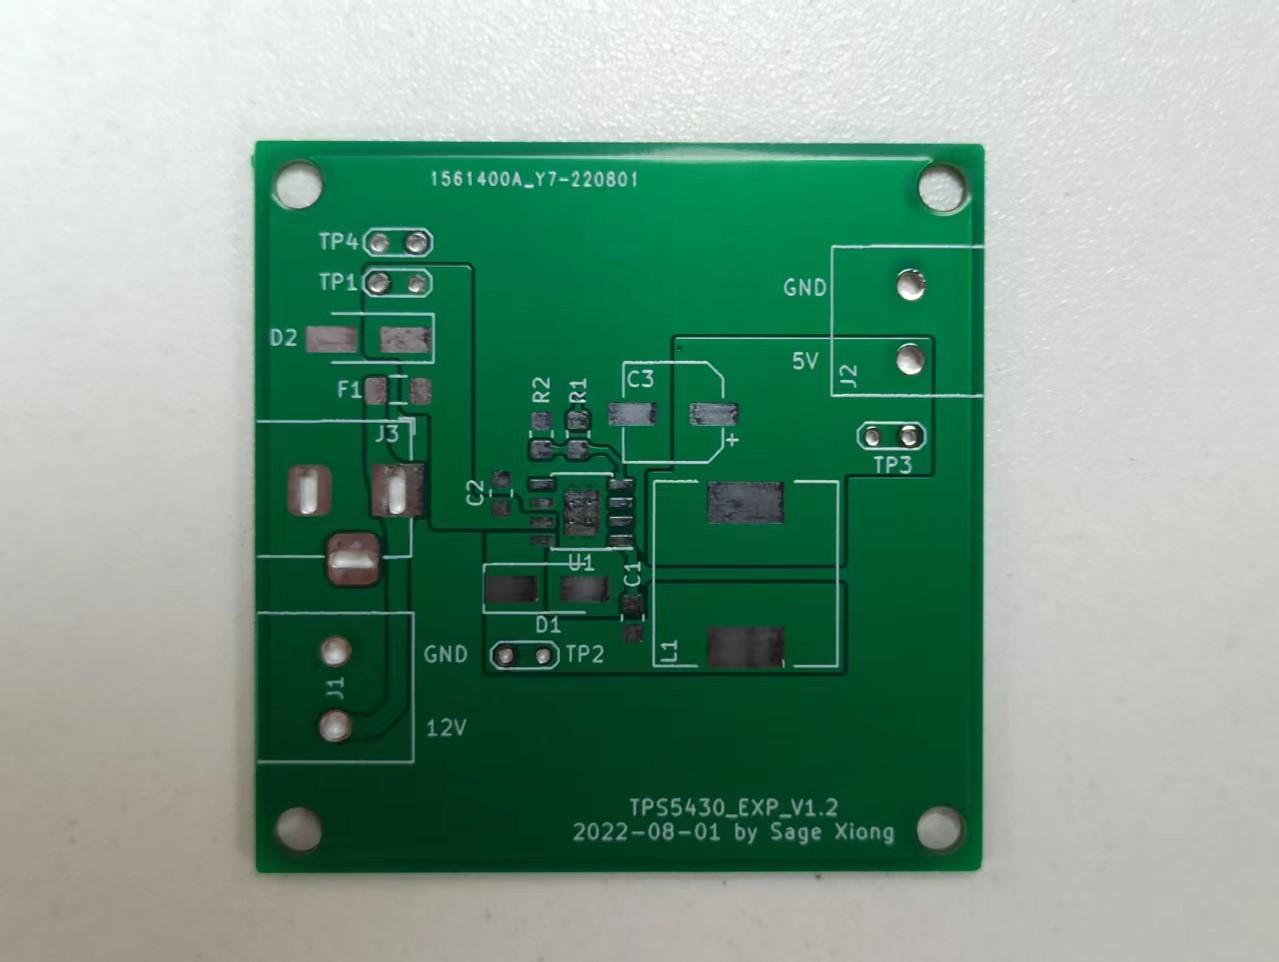 1561400A_Y7-220801
TP4
TP1
GND
D2
5V
J2
F1
R2
R1
C3
+
J3
TP3
C2
U1
C1
D1
GND
TP2
L1
J1
12V
TPS5430_EXP_V1.2
2022-08-01 by Sage Xiong